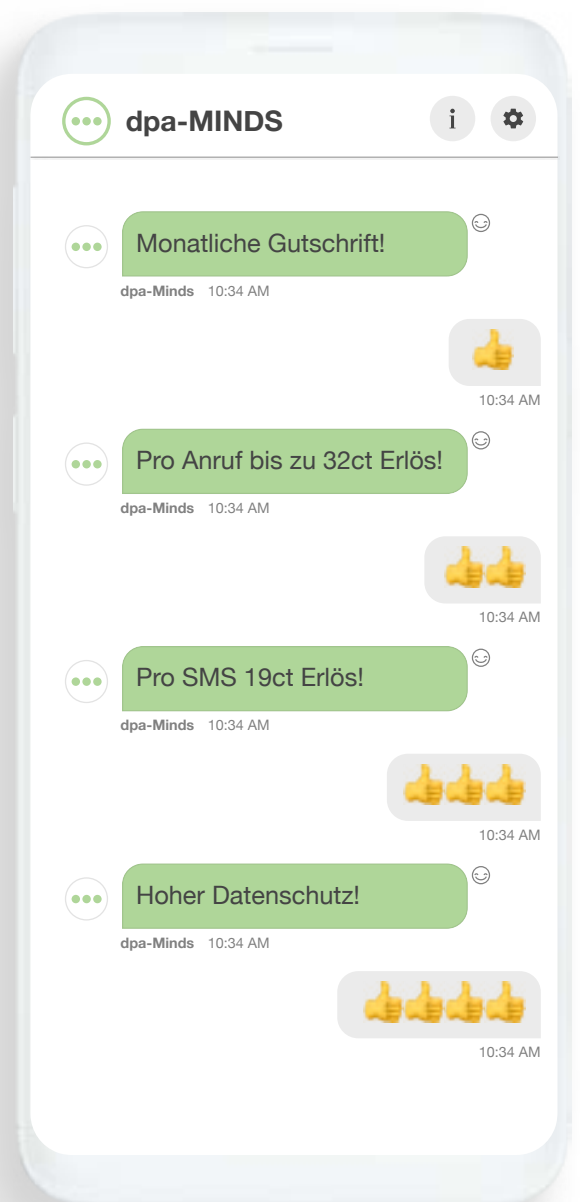 dpa-MINDS
i
Monatliche Gutschrift!
dpa-Minds 10:34 AM
👍
10:34 AM
Pro Anruf bis zu 32ct Erlös!
dpa-Minds 10:34 AM
👍👍
10:34 AM
Pro SMS 19ct Erlös!
dpa-Minds 10:34 AM
👍👍👍
10:34 AM
Hoher Datenschutz!
dpa-Minds 10:34 AM
👍👍👍👍
10:34 AM